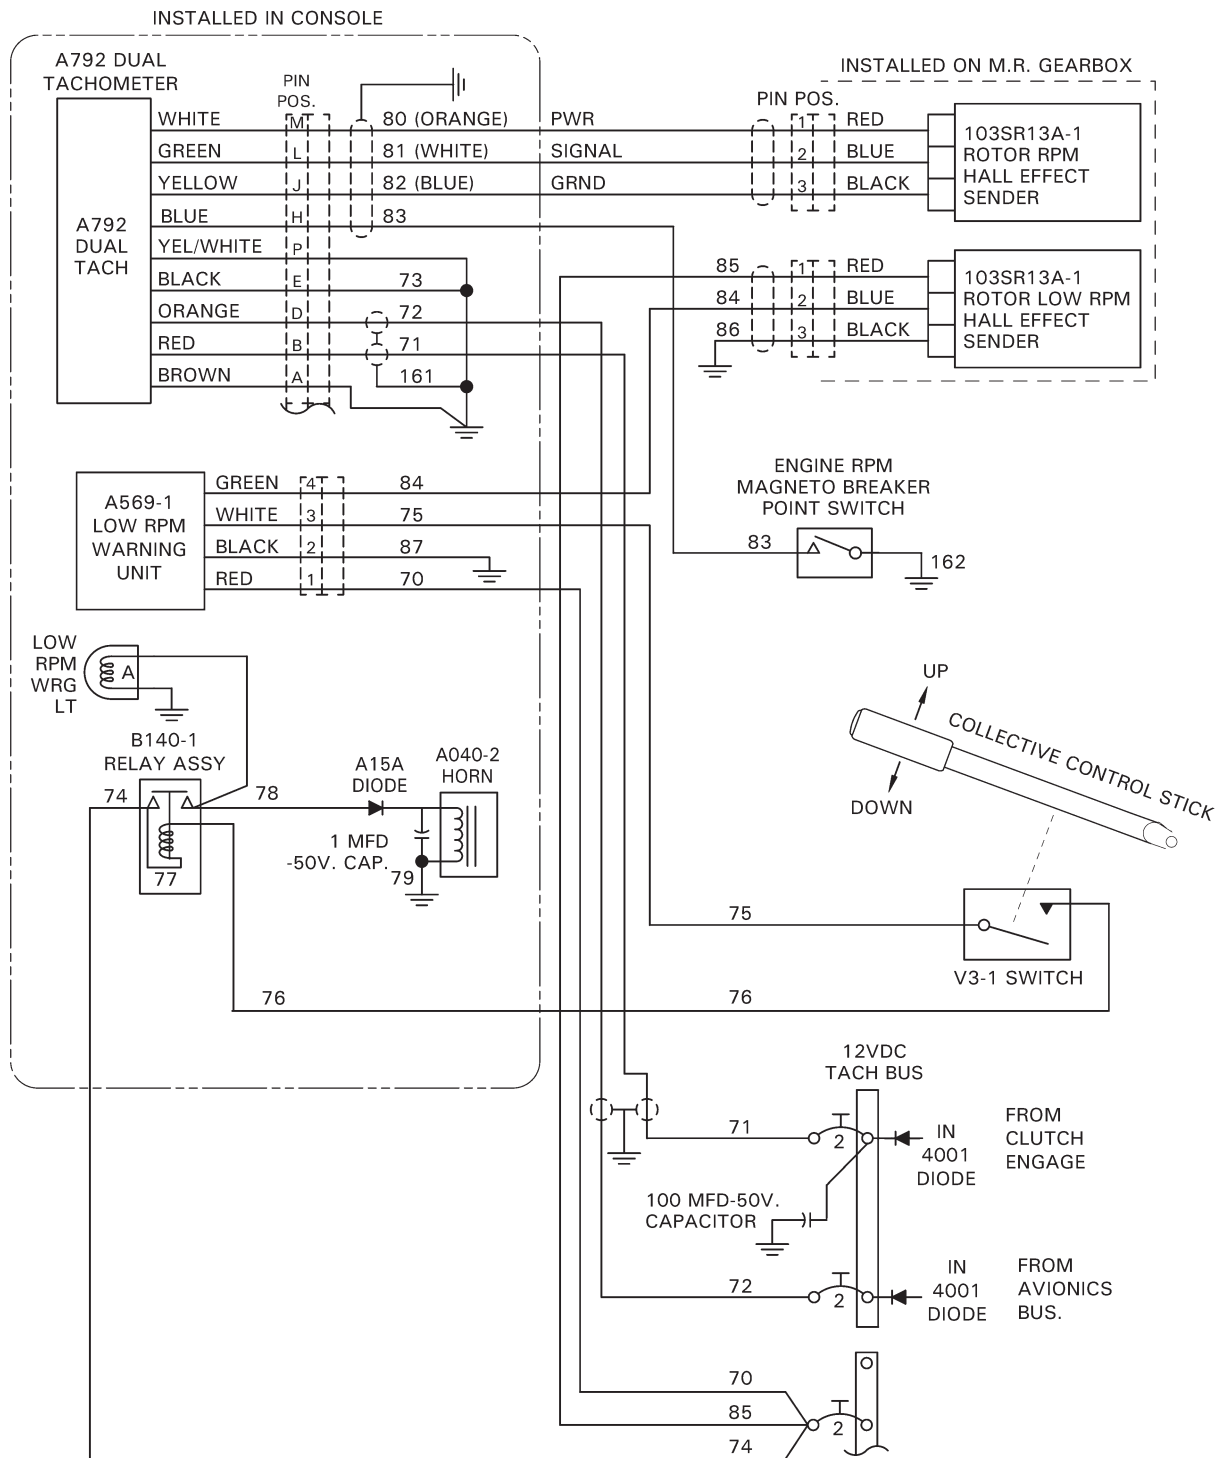 INSTALLED IN CONSOLE
A792 DUAL
TACHOMETER
PIN
POS.
INSTALLED ON M.R. GEARBOX
PIN POS.
WHITE M 80 (ORANGE) PWR 1 RED
GREEN L 81 (WHITE) SIGNAL 2 BLUE
YELLOW J 82 (BLUE) GRND 3 BLACK
103SR13A-1
ROTOR RPM
HALL EFFECT
SENDER
A792
DUAL
TACH
BLUE H 83
YEL/WHITE P
BLACK E 73
ORANGE D 72
RED B 71
BROWN A 161
85 1 RED
84 2 BLUE
86 3 BLACK
103SR13A-1
ROTOR LOW RPM
HALL EFFECT
SENDER
A569-1
LOW RPM
WARNING
UNIT
GREEN 4 84
WHITE 3 75
BLACK 2 87
RED 1 70
ENGINE RPM
MAGNETO BREAKER
POINT SWITCH
83
162
LOW
RPM
WRG
LT
A
B140-1
RELAY ASSY
74
78
77
A15A
DIODE
A040-2
HORN
1 MFD
-50V. CAP.
79
UP
DOWN
COLLECTIVE CONTROL STICK
75
V3-1 SWITCH
76
76
12VDC
TACH BUS
71
2
IN
4001
DIODE
FROM
CLUTCH
ENGAGE
100 MFD-50V.
CAPACITOR
72
2
IN
4001
DIODE
FROM
AVIONICS
BUS.
70
85
2
74